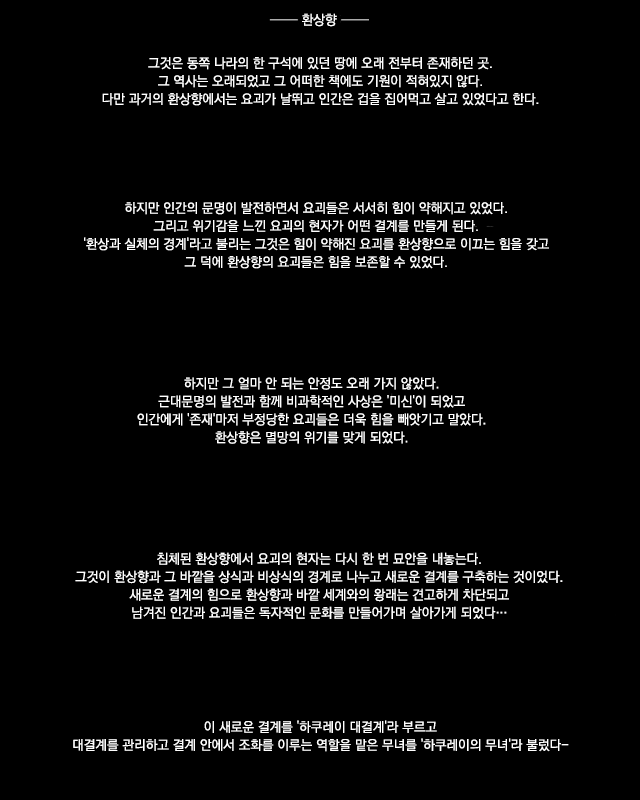 ―― 환상향 ――
그것은 동쪽 나라의 한 구석에 있던 땅에 오래 전부터 존재하던 곳.
그 역사는 오래되었고 그 어떠한 책에도 기원이 적혀있지 않다.
다만 과거의 환상향에서는 요괴가 날뛰고 인간은 겁을 집어먹고 살고 있었다고 한다.
하지만 인간의 문명이 발전하면서 요괴들은 서서히 힘이 약해지고 있었다.
그리고 위기감을 느낀 요괴의 현자가 어떤 결계를 만들게 된다.
'환상과 실체의 경계'라고 불리는 그것은 힘이 약해진 요괴를 환상향으로 이끄는 힘을 갖고
그 덕에 환상향의 요괴들은 힘을 보존할 수 있었다.
하지만 그 얼마 안 되는 안정도 오래 가지 않았다.
근대문명의 발전과 함께 비과학적인 사상은 '미신'이 되었고
인간에게 '존재'마저 부정당한 요괴들은 더욱 힘을 빼앗기고 말았다.
환상향은 멸망의 위기를 맞게 되었다.
침체된 환상향에서 요괴의 현자는 다시 한 번 묘안을 내놓는다.
그것이 환상향과 그 바깥을 상식과 비상식의 경계로 나누고 새로운 결계를 구축하는 것이었다.
새로운 결계의 힘으로 환상향과 바깥 세계와의 왕래는 견고하게 차단되고
남겨진 인간과 요괴들은 독자적인 문화를 만들어가며 살아가게 되었다…
이 새로운 결계를 '하쿠레이 대결계'라 부르고
대결계를 관리하고 결계 안에서 조화를 이루는 역할을 맡은 무녀를 '하쿠레이의 무녀'라 불렀다-